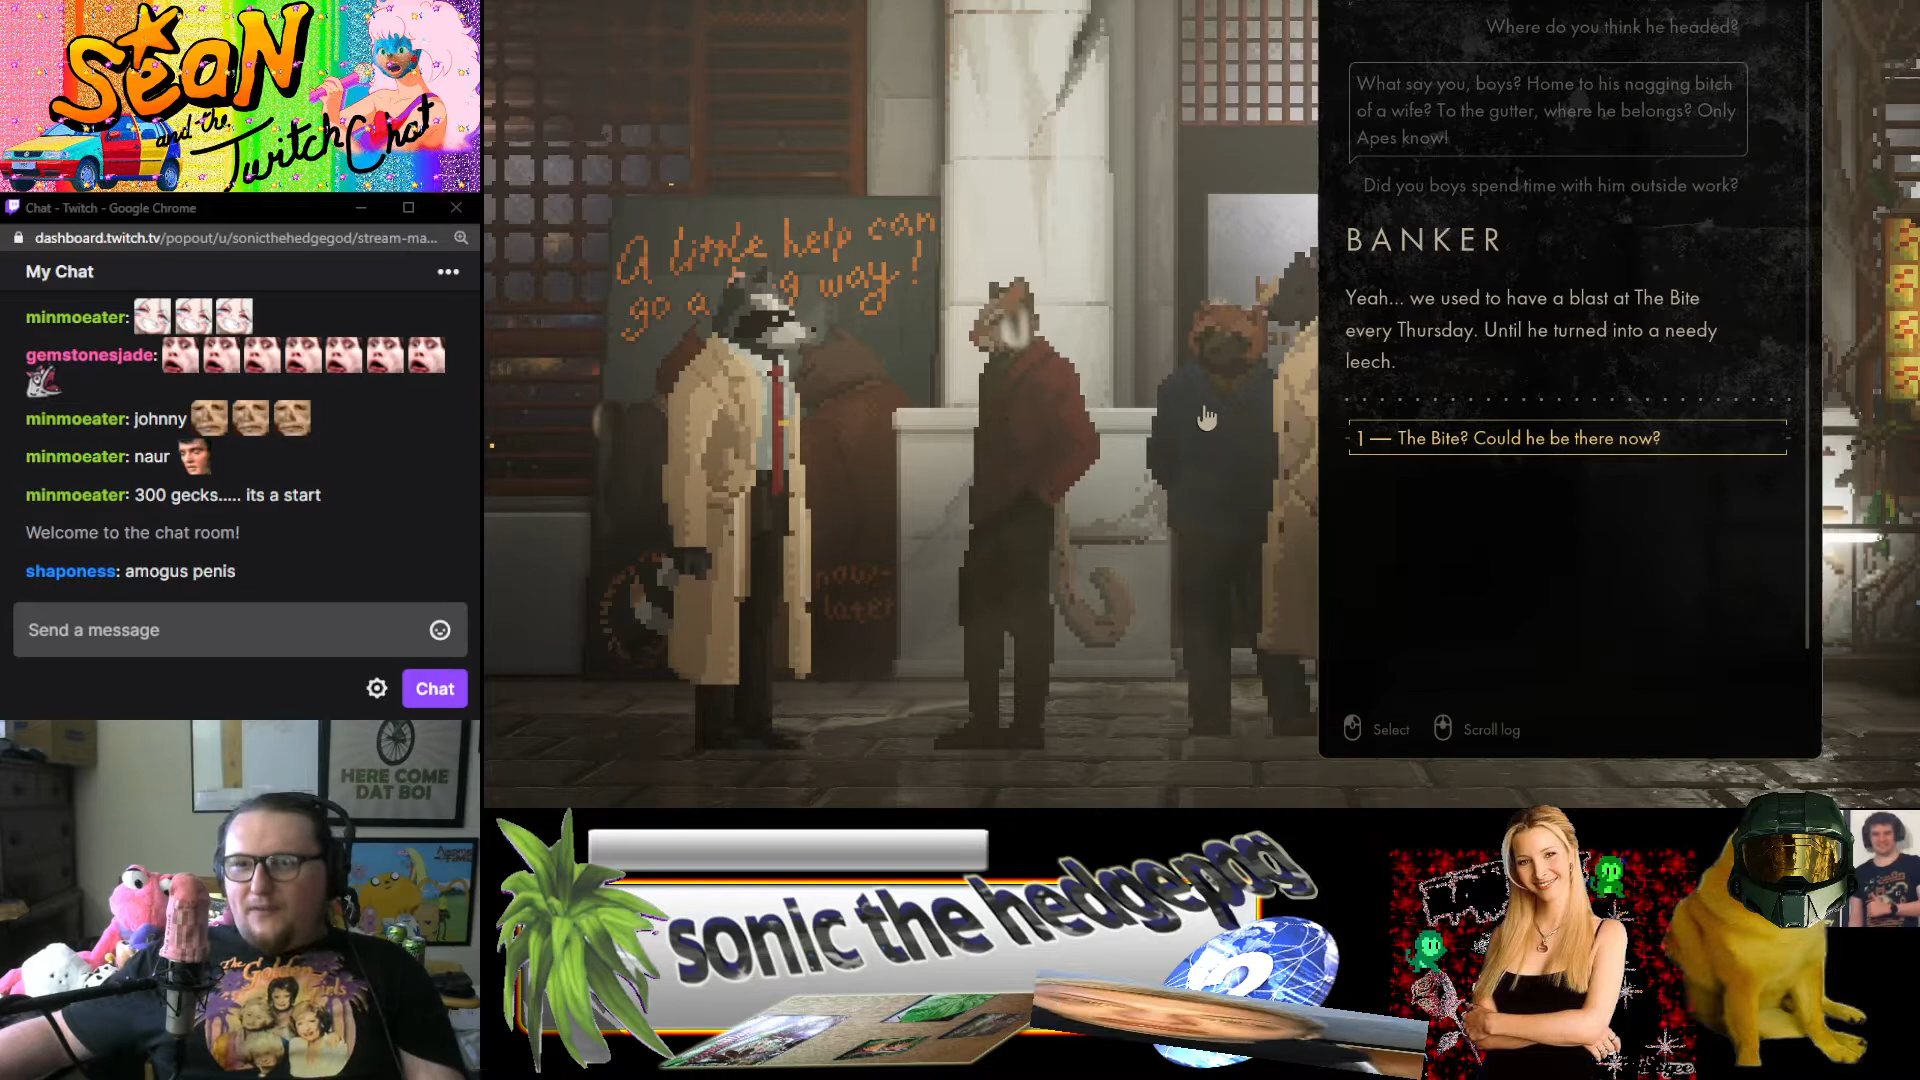 SEaN
and the
Twitch Chat
Chat - Twitch - Google Chrome
dashboard.twitch.tv/popout/u/sonicthehedgegod/stream-ma...
My Chat
minmoeater:
gemstonesjade:
minmoeater: johnny
minmoeater: naur
minmoeater: 300 gecks..... its a start
Welcome to the chat room!
shaponess: amogus penis
Send a message
Chat
HERE COME
DAT BOI
The Golden
Girls
A little help can
go a long way!
now-
later
Where do you think he headed?
What say you, boys? Home to his nagging bitch
of a wife? To the gutter, where he belongs? Only
Apes know!
Did you boys spend time with him outside work?
BANKER
Yeah... we used to have a blast at The Bite
every Thursday. Until he turned into a needy
leech.
1 — The Bite? Could he be there now?
Select
Scroll log
sonic the hedgepog